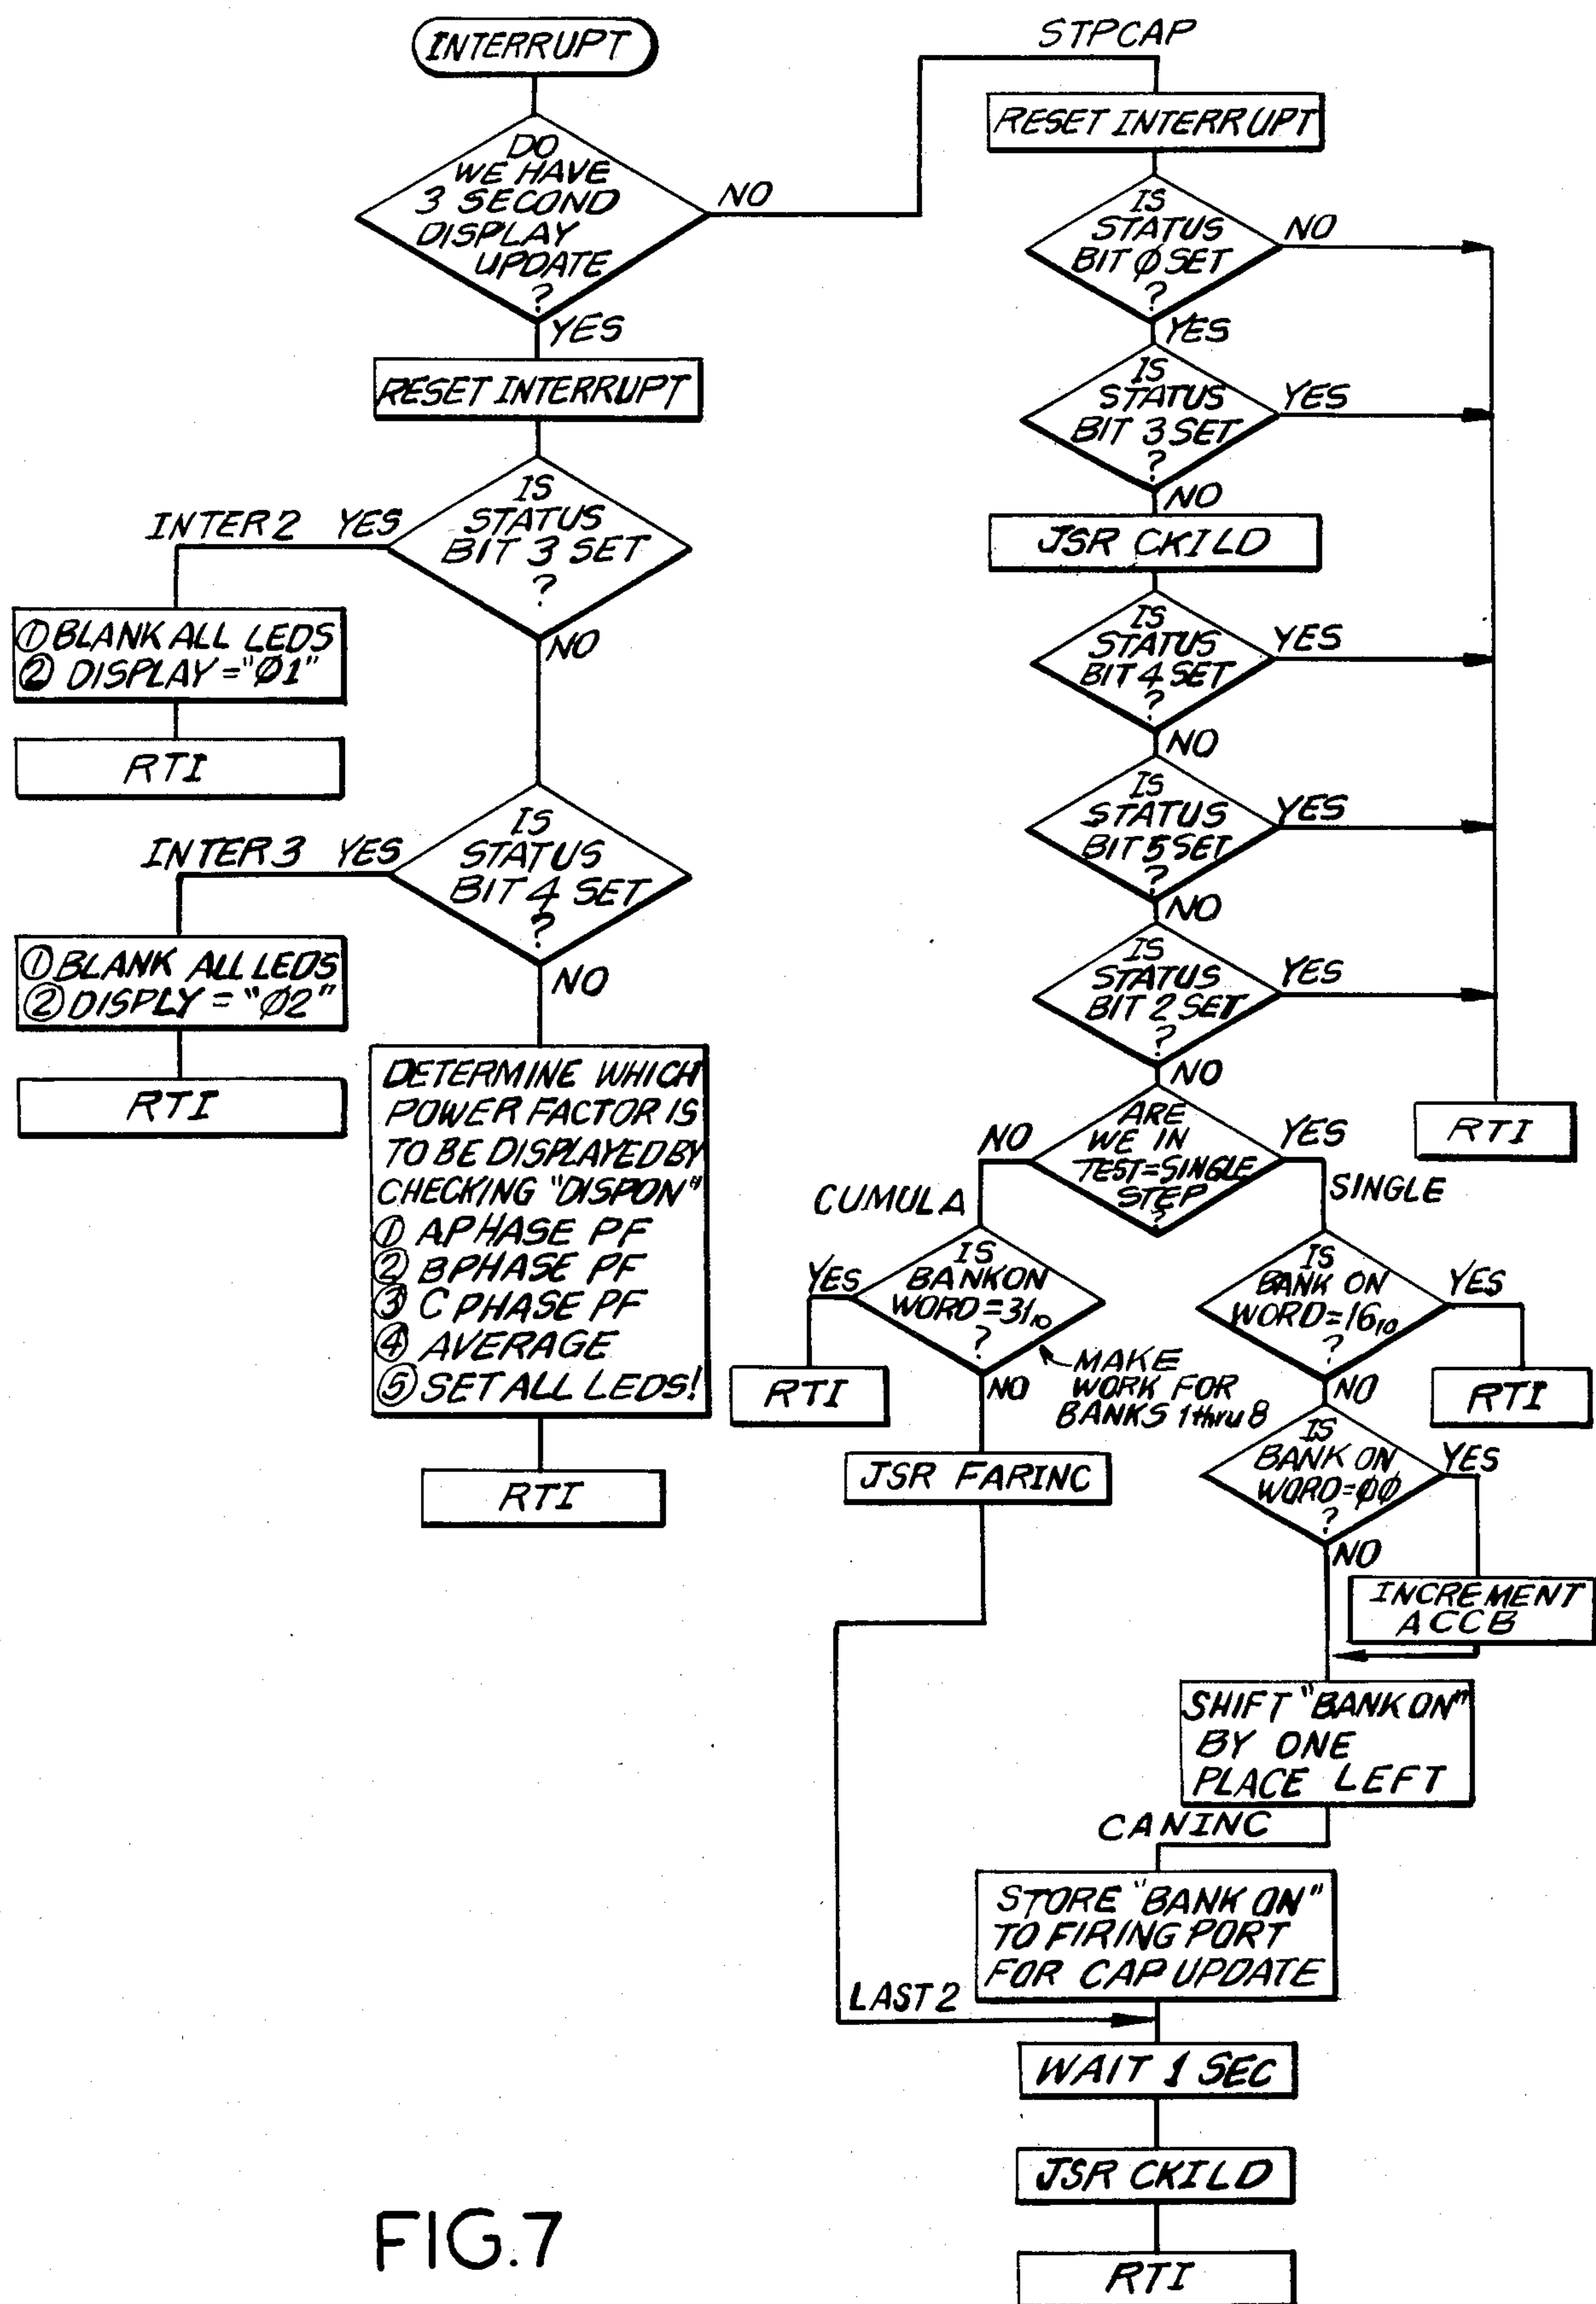 INTERRUPT
DO
WE HAVE
3 SECOND
DISPLAY
UPDATE
?
NO
YES
RESET INTERRUPT
IS
STATUS
BIT 3 SET
?
INTER2 YES
① BLANK ALL LEDS
② DISPLAY = "Ø1"
RTI
NO
IS
STATUS
BIT 4 SET
?
INTER3 YES
① BLANK ALL LEDS
② DISPLY = "Ø2"
RTI
NO
DETERMINE WHICH
POWER FACTOR IS
TO BE DISPLAYED BY
CHECKING "DISPON"
① A PHASE PF
② B PHASE PF
③ C PHASE PF
④ AVERAGE
⑤ SET ALL LEDS!
RTI
STPCAP
RESET INTERRUPT
IS
STATUS
BIT Ø SET
?
NO
YES
IS
STATUS
BIT 3 SET
?
YES
NO
JSR CKILD
IS
STATUS
BIT 4 SET
?
YES
NO
IS
STATUS
BIT 5 SET
?
YES
NO
IS
STATUS
BIT 2 SET
?
YES
NO
RTI
ARE
WE IN
TEST=SINGLE
STEP
?
NO
CUMULA
YES
SINGLE
IS
BANKON
WORD=31₁₀
?
YES
RTI
MAKE
WORK FOR
BANKS 1 thru 8
NO
JSR FARINC
IS
BANK ON
WORD=16₁₀
?
YES
RTI
NO
IS
BANK ON
WORD=ØØ
?
YES
NO
INCREMENT
ACCB
SHIFT "BANK ON"
BY ONE
PLACE LEFT
CANINC
STORE "BANK ON"
TO FIRING PORT
FOR CAP UPDATE
LAST2
WAIT 1 SEC
JSR CKILD
RTI
FIG.7